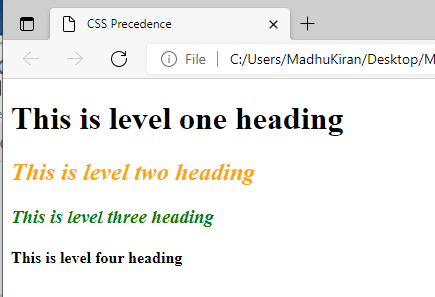 CSS Precedence
File | C:/Users/MadhuKiran/Desktop/M
This is level one heading
This is level two heading
This is level three heading
This is level four heading